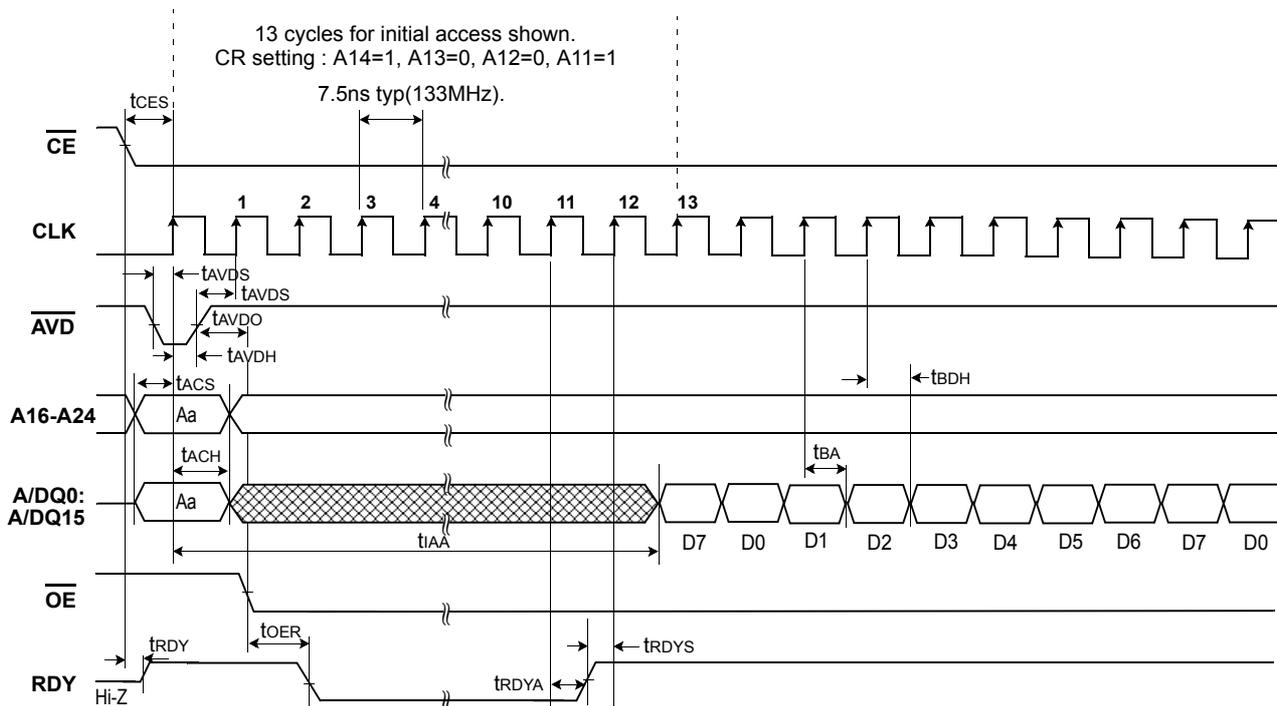 13 cycles for initial access shown.
CR setting : A14=1, A13=0, A12=0, A11=1
7.5ns typ(133MHz).
tCES
CE
1 2 3 4 10 11 12 13
CLK
tAVDS
tAVDS
AVD
tAVDO
tAVDH
tACS
tBDH
A16-A24
Aa
tACH
tBA
A/DQ0:
A/DQ15
Aa
tIAA
D7 D0 D1 D2 D3 D4 D5 D6 D7 D0
OE
tOER
tRDY
tRDYS
RDY
tRDYA
Hi-Z